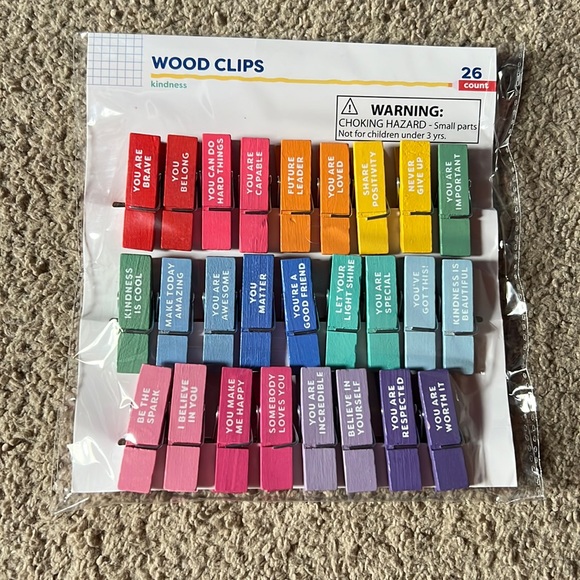 WOOD CLIPS
kindness
26
count
WARNING:
CHOKING HAZARD - Small parts
Not for children under 3 yrs.
YOU ARE
BRAVE
YOU
BELONG
YOU CAN DO
HARD THINGS
YOU ARE
CAPABLE
FUTURE
LEADER
YOU ARE
LOVED
SHARE
POSITIVITY
NEVER
GIVE UP
YOU ARE
IMPORTANT
KINDNESS
IS COOL
MAKE TODAY
AMAZING
YOU ARE
AWESOME
YOU
MATTER
YOU'RE A
GOOD FRIEND
LET YOUR
LIGHT SHINE
YOU ARE
SPECIAL
YOU'VE
GOT THIS!
KINDNESS IS
BEAUTIFUL
BE THE
SPARK
I BELIEVE
IN YOU
YOU MAKE
ME HAPPY
SOMEBODY
LOVES YOU
YOU ARE
INCREDIBLE
BELIEVE IN
YOURSELF
YOU ARE
RESPECTED
YOU ARE
WORTH IT